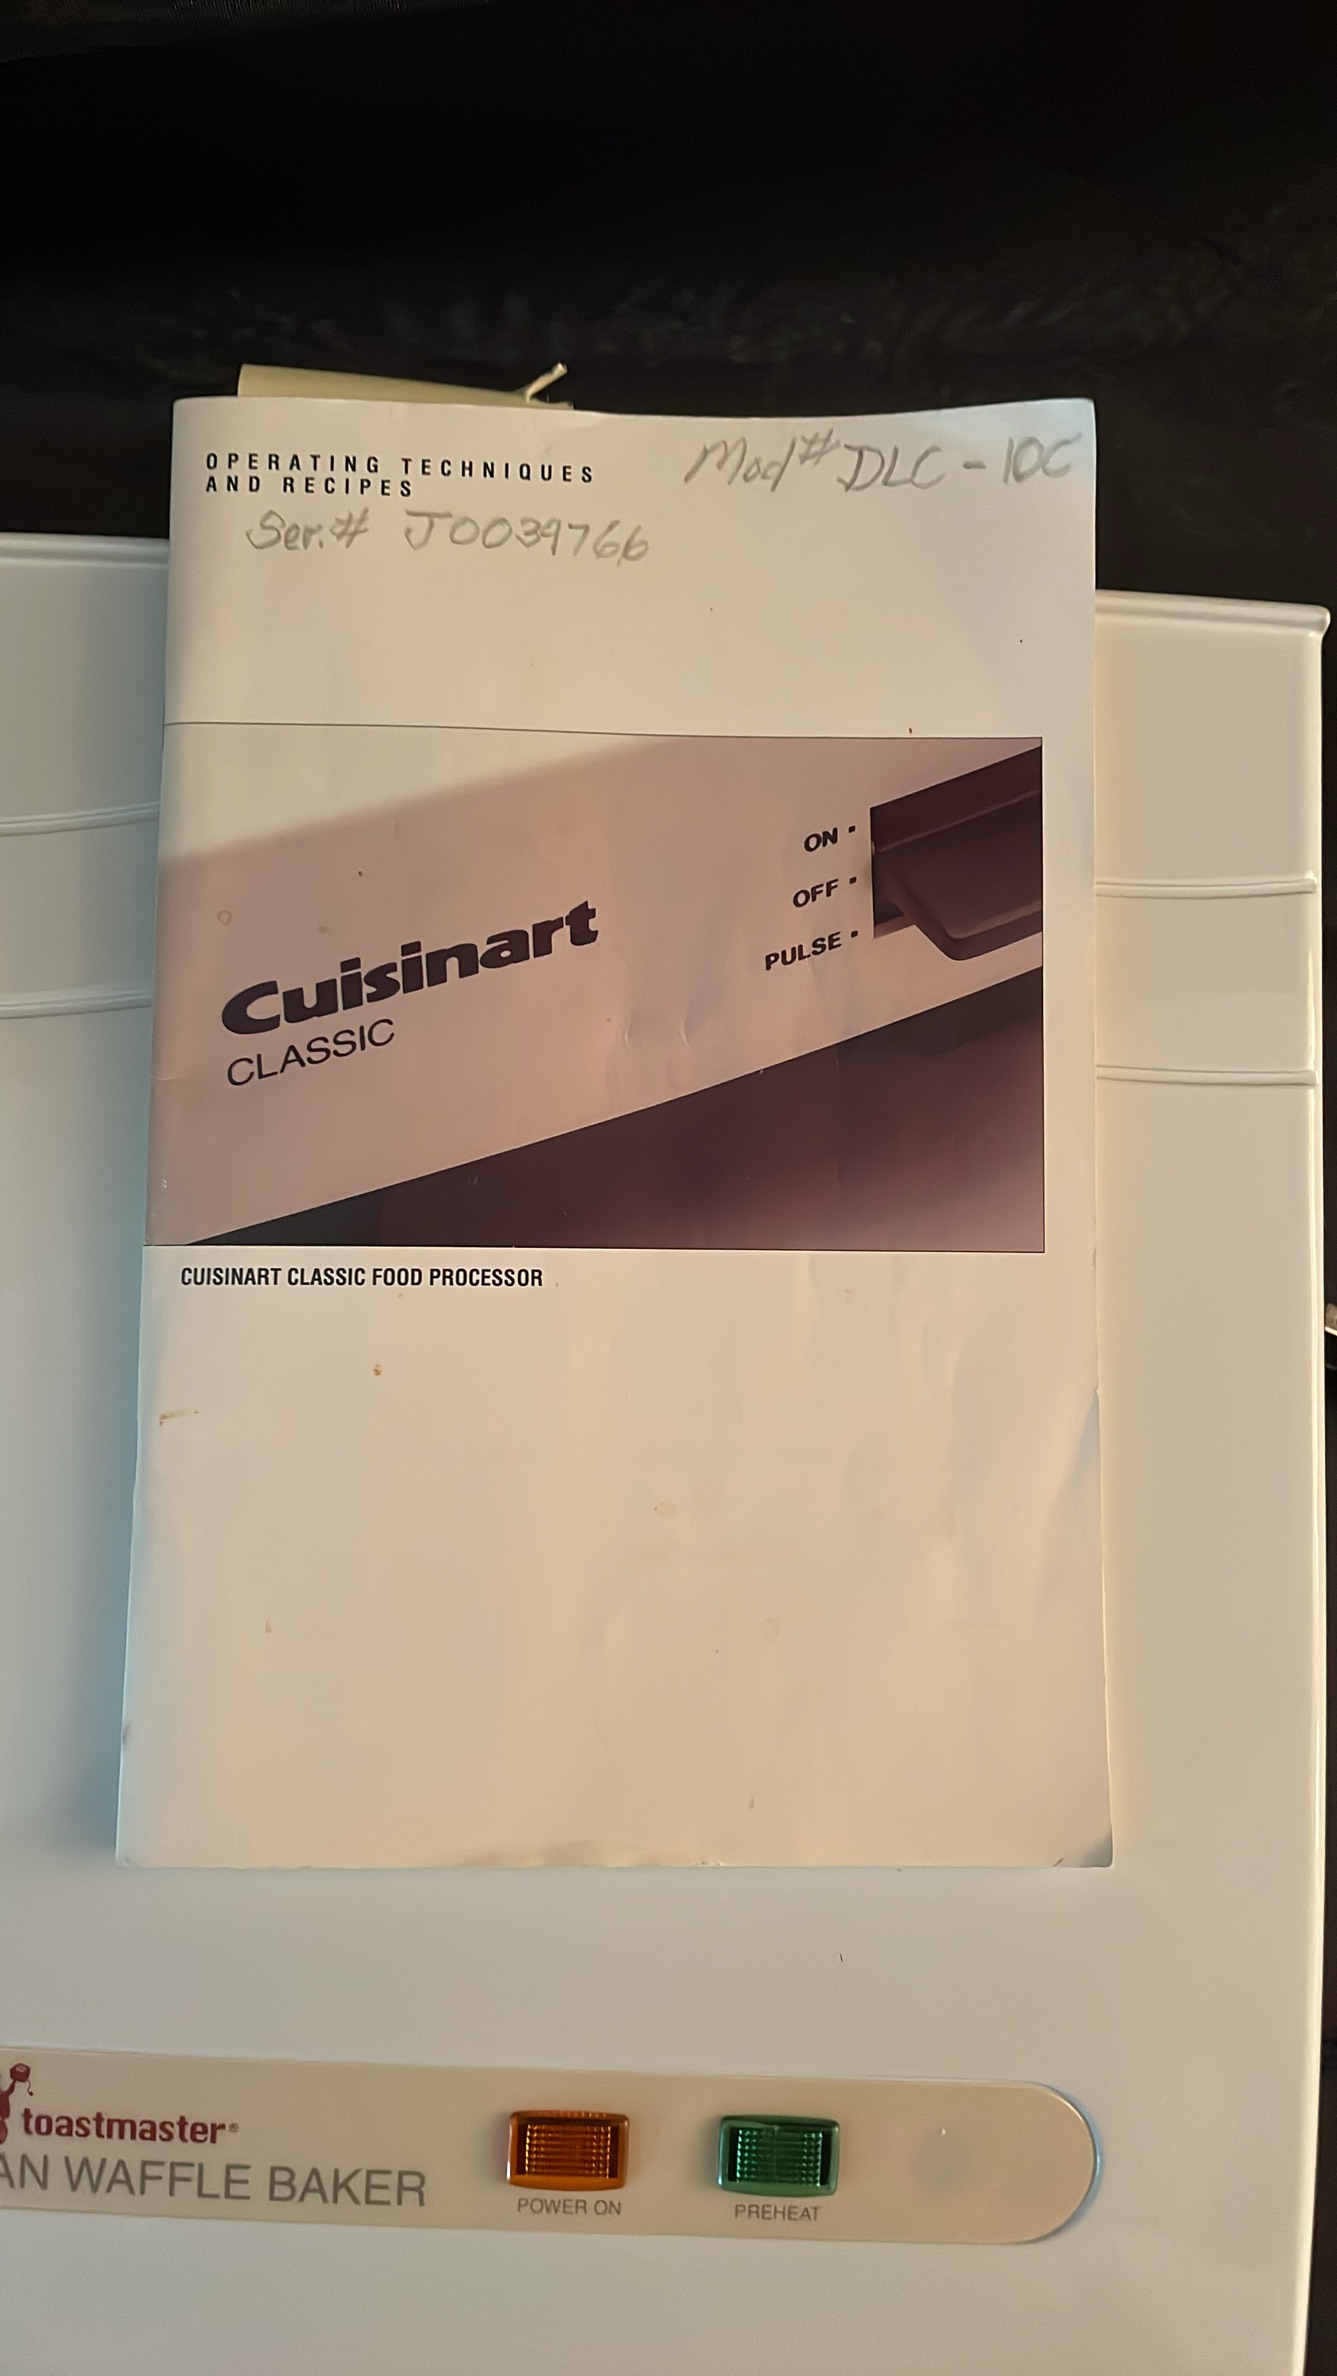 OPERATING TECHNIQUES
AND RECIPES
Mod# DLC-10C
Ser.# J0039766
ON
OFF
PULSE
Cuisinart
CLASSIC
CUISINART CLASSIC FOOD PROCESSOR
toastmaster®
AN WAFFLE BAKER
POWER ON
PREHEAT